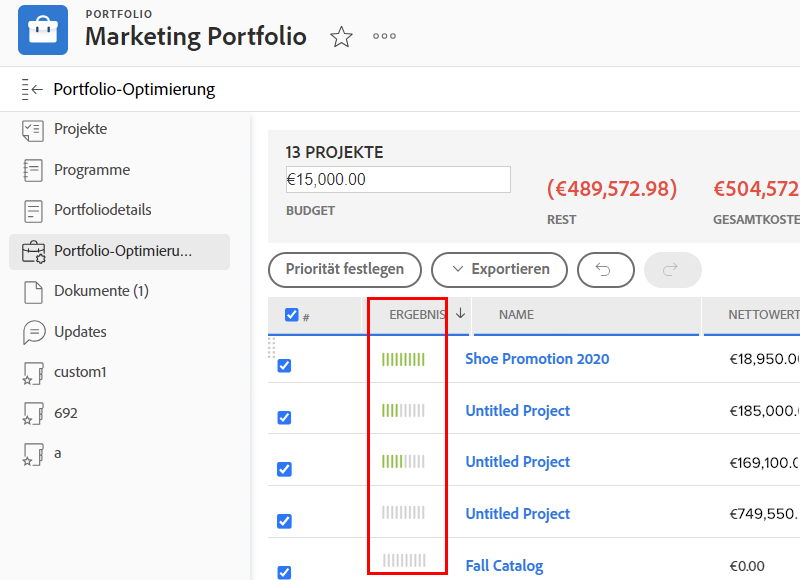 PORTFOLIO
Marketing Portfolio
Portfolio-Optimierung
Projekte
Programme
Portfoliodetails
Portfolio-Optimieru...
Dokumente (1)
Updates
custom1
692
a
13 PROJEKTE
€15,000.00
BUDGET
(€489,572.98)
REST
€504,572
GESAMTKOSTE
Priorität festlegen
Exportieren
# ERGEBNIS NAME NETTOWERT
Shoe Promotion 2020 €18,950.0
Untitled Project €185,000.
Untitled Project €169,100.0
Untitled Project €749,550.
Fall Catalog €0.00